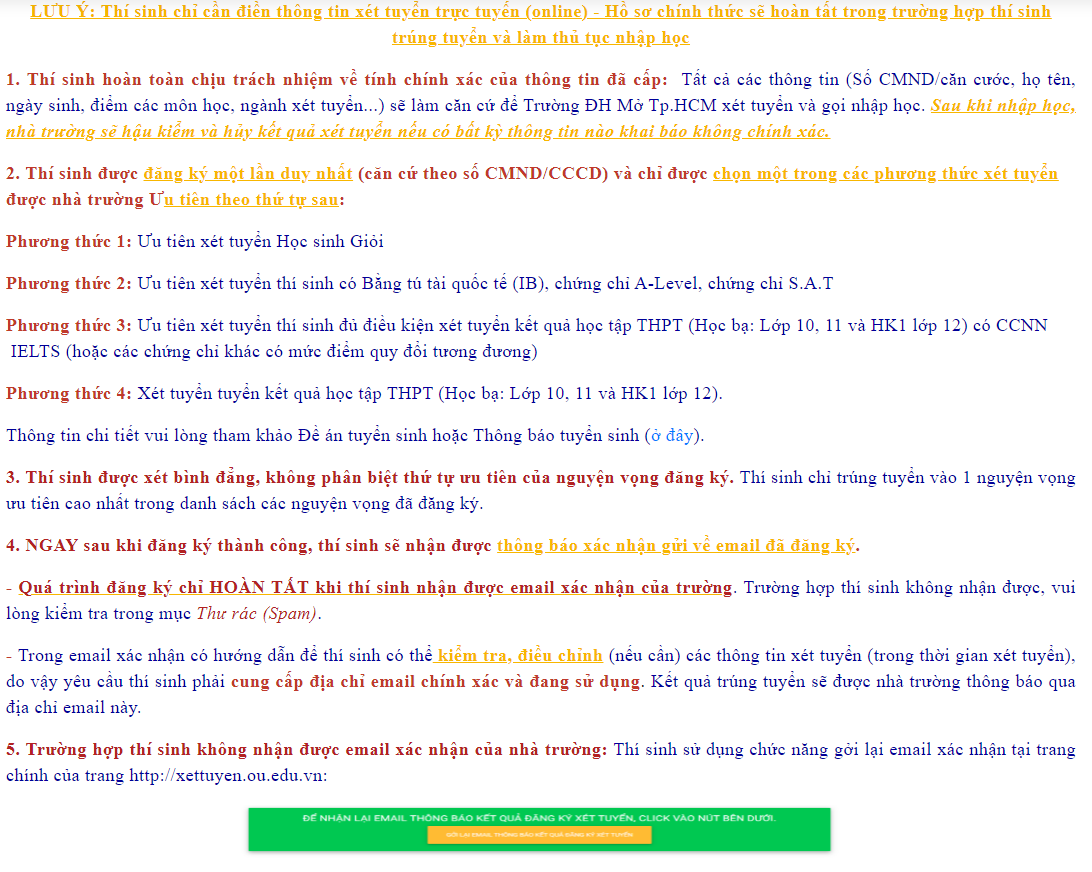 LƯU Ý: Thí sinh chỉ cần điền thông tin xét tuyển trực tuyến (online) - Hồ sơ chính thức sẽ hoàn tất trong trường hợp thí sinh
trúng tuyển và làm thủ tục nhập học
1. Thí sinh hoàn toàn chịu trách nhiệm về tính chính xác của thông tin đã cấp: Tất cả các thông tin (Số CMND/căn cước, họ tên,
ngày sinh, điểm các môn học, ngành xét tuyển...) sẽ làm căn cứ để Trường ĐH Mở Tp.HCM xét tuyển và gọi nhập học. Sau khi nhập học,
nhà trường sẽ hậu kiểm và hủy kết quả xét tuyển nếu có bất kỳ thông tin nào khai báo không chính xác.
2. Thí sinh được đăng ký một lần duy nhất (căn cứ theo số CMND/CCCD) và chỉ được chọn một trong các phương thức xét tuyển
được nhà trường Ưu tiên theo thứ tự sau:
Phương thức 1: Ưu tiên xét tuyển Học sinh Giỏi
Phương thức 2: Ưu tiên xét tuyển thí sinh có Bằng tú tài quốc tế (IB), chứng chỉ A-Level, chứng chỉ S.A.T
Phương thức 3: Ưu tiên xét tuyển thí sinh đủ điều kiện xét tuyển kết quả học tập THPT (Học bạ: Lớp 10, 11 và HK1 lớp 12) có CCNN
IELTS (hoặc các chứng chỉ khác có mức điểm quy đổi tương đương)
Phương thức 4: Xét tuyển tuyển kết quả học tập THPT (Học bạ: Lớp 10, 11 và HK1 lớp 12).
Thông tin chi tiết vui lòng tham khảo Đề án tuyển sinh hoặc Thông báo tuyển sinh (ở đây).
3. Thí sinh được xét bình đẳng, không phân biệt thứ tự ưu tiên của nguyện vọng đăng ký. Thí sinh chỉ trúng tuyển vào 1 nguyện vọng
ưu tiên cao nhất trong danh sách các nguyện vọng đã đăng ký.
4. NGAY sau khi đăng ký thành công, thí sinh sẽ nhận được thông báo xác nhận gửi về email đã đăng ký.
- Quá trình đăng ký chỉ HOÀN TẤT khi thí sinh nhận được email xác nhận của trường. Trường hợp thí sinh không nhận được, vui
lòng kiểm tra trong mục Thư rác (Spam).
- Trong email xác nhận có hướng dẫn để thí sinh có thể kiểm tra, điều chỉnh (nếu cần) các thông tin xét tuyển (trong thời gian xét tuyển),
do vậy yêu cầu thí sinh phải cung cấp địa chỉ email chính xác và đang sử dụng. Kết quả trúng tuyển sẽ được nhà trường thông báo qua
địa chỉ email này.
5. Trường hợp thí sinh không nhận được email xác nhận của nhà trường: Thí sinh sử dụng chức năng gởi lại email xác nhận tại trang
chính của trang http://xettuyen.ou.edu.vn:
ĐỂ NHẬN LẠI EMAIL THÔNG BÁO KẾT QUẢ ĐĂNG KÝ XÉT TUYỂN, CLICK VÀO NÚT BÊN DƯỚI.
GỞI LẠI EMAIL THÔNG BÁO KẾT QUẢ ĐĂNG KÝ XÉT TUYỂN